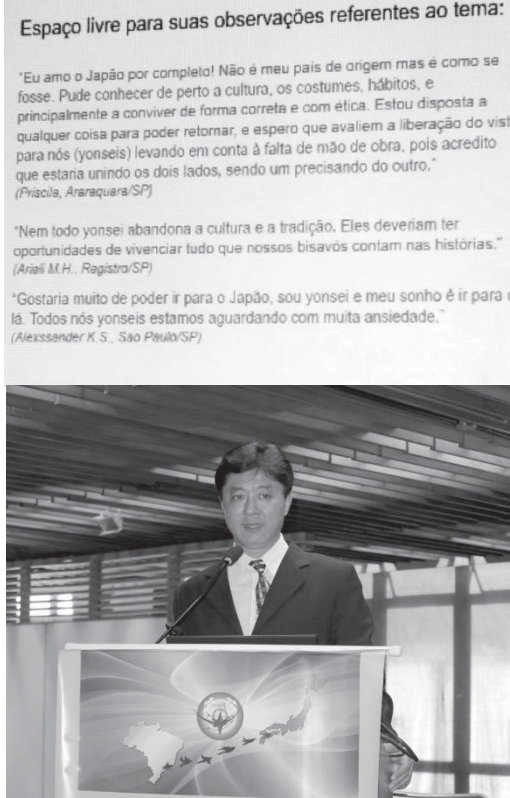 Espaço livre para suas observações referentes ao tema:
"Eu amo o Japão por completo! Não é meu pais de origem mas é como se
fosse. Pude conhecer de perto a cultura, os costumes, hábitos, e
principalmente a conviver de forma correta e com ética. Estou disposta a
qualquer coisa para poder retornar, e espero que avaliem a liberação do vist
para nós (yonseis) levando em conta à falta de mão de obra, pois acredito
que estaria unindo os dois lados, sendo um precisando do outro."
(Priscila, Araraquara/SP)
"Nem todo yonsei abandona a cultura e a tradição. Eles deveriam ter
oportunidades de vivenciar tudo que nossos bisavós contam nas histórias."
(Arieli M.H., Registro/SP)
"Gostaria muito de poder ir para o Japão, sou yonsei e meu sonho é ir para
lá. Todos nós yonseis estamos aguardando com muita ansiedade."
(Alexssander K.S., Sao Paulo/SP)